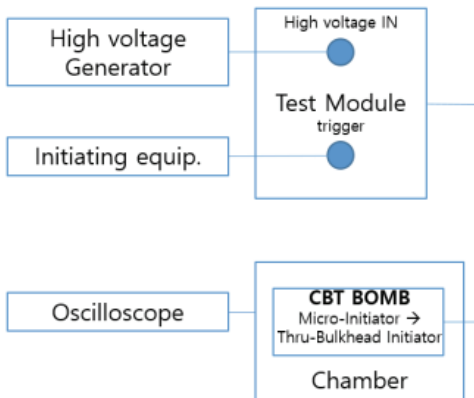 High voltage
Generator
High voltage IN
Test Module
trigger
Initiating equip.
Oscilloscope
CBT BOMB
Micro-Initiator →
Thru-Bulkhead Initiator
Chamber